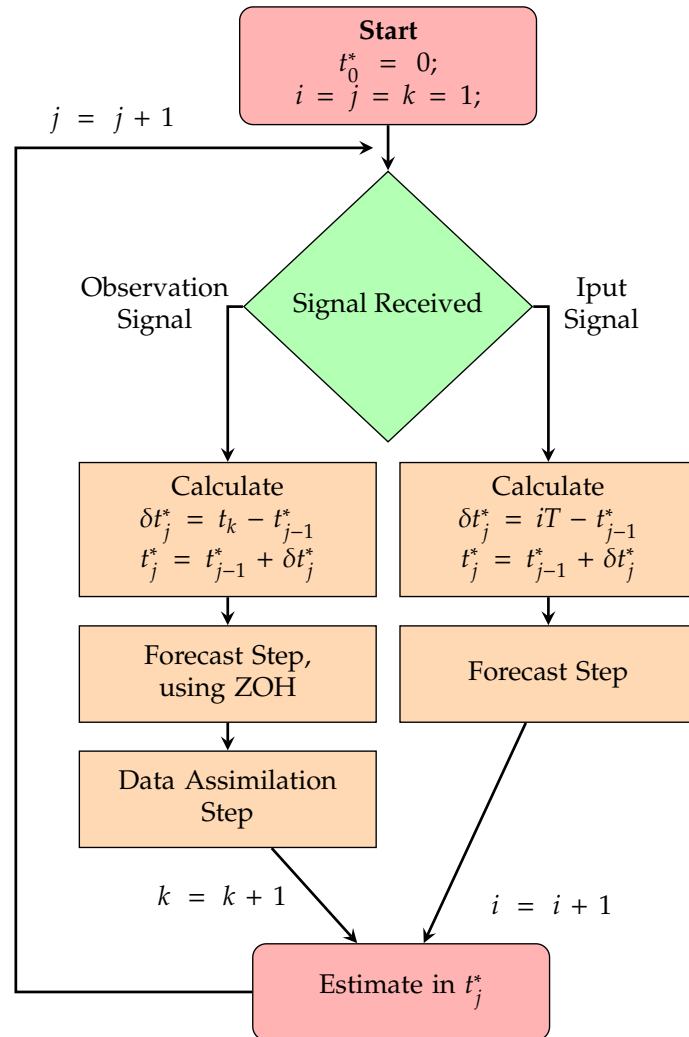 Start
t*_0 = 0;
i = j = k = 1;
j = j + 1
Signal Received
Observation
Signal
Iput
Signal
Calculate
δt*_j = t_k − t*_{j−1}
t*_j = t*_{j−1} + δt*_j
Calculate
δt*_j = iT − t*_{j−1}
t*_j = t*_{j−1} + δt*_j
Forecast Step,
using ZOH
Forecast Step
Data Assimilation
Step
k = k + 1
i = i + 1
Estimate in t*_j